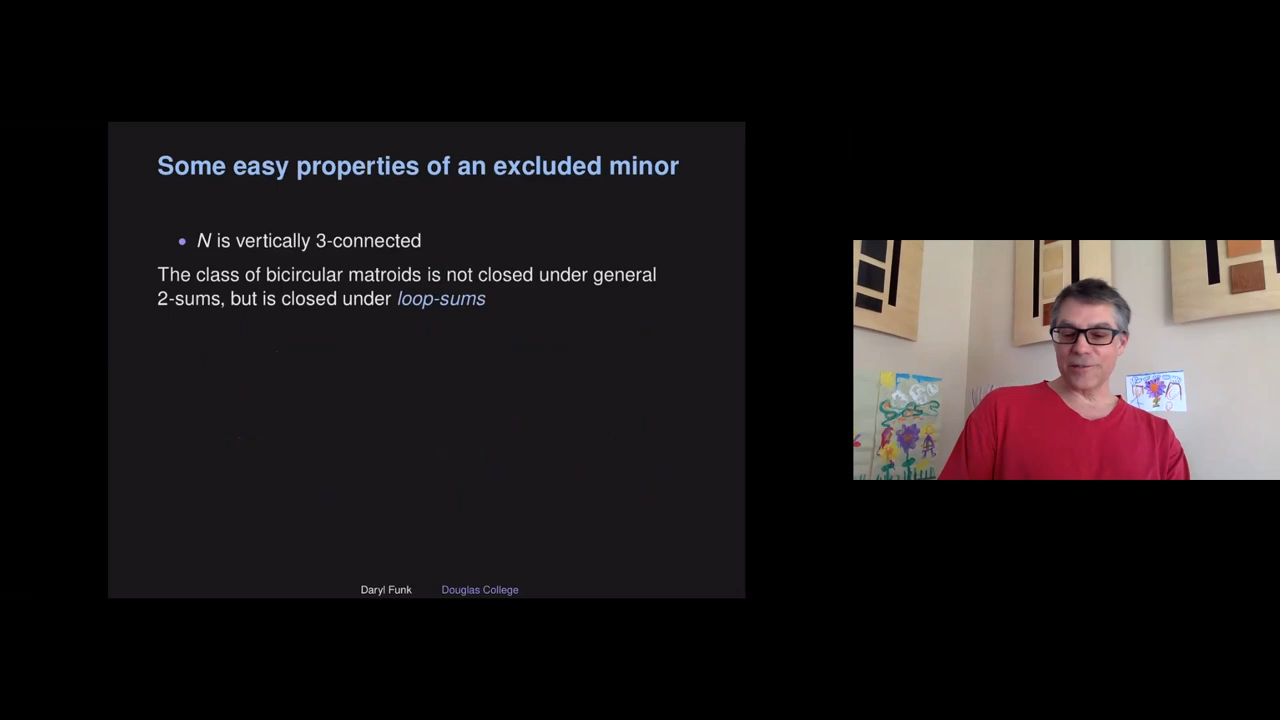 Some easy properties of an excluded minor
• N is vertically 3-connected
The class of bicircular matroids is not closed under general
2-sums, but is closed under loop-sums
Daryl Funk Douglas College